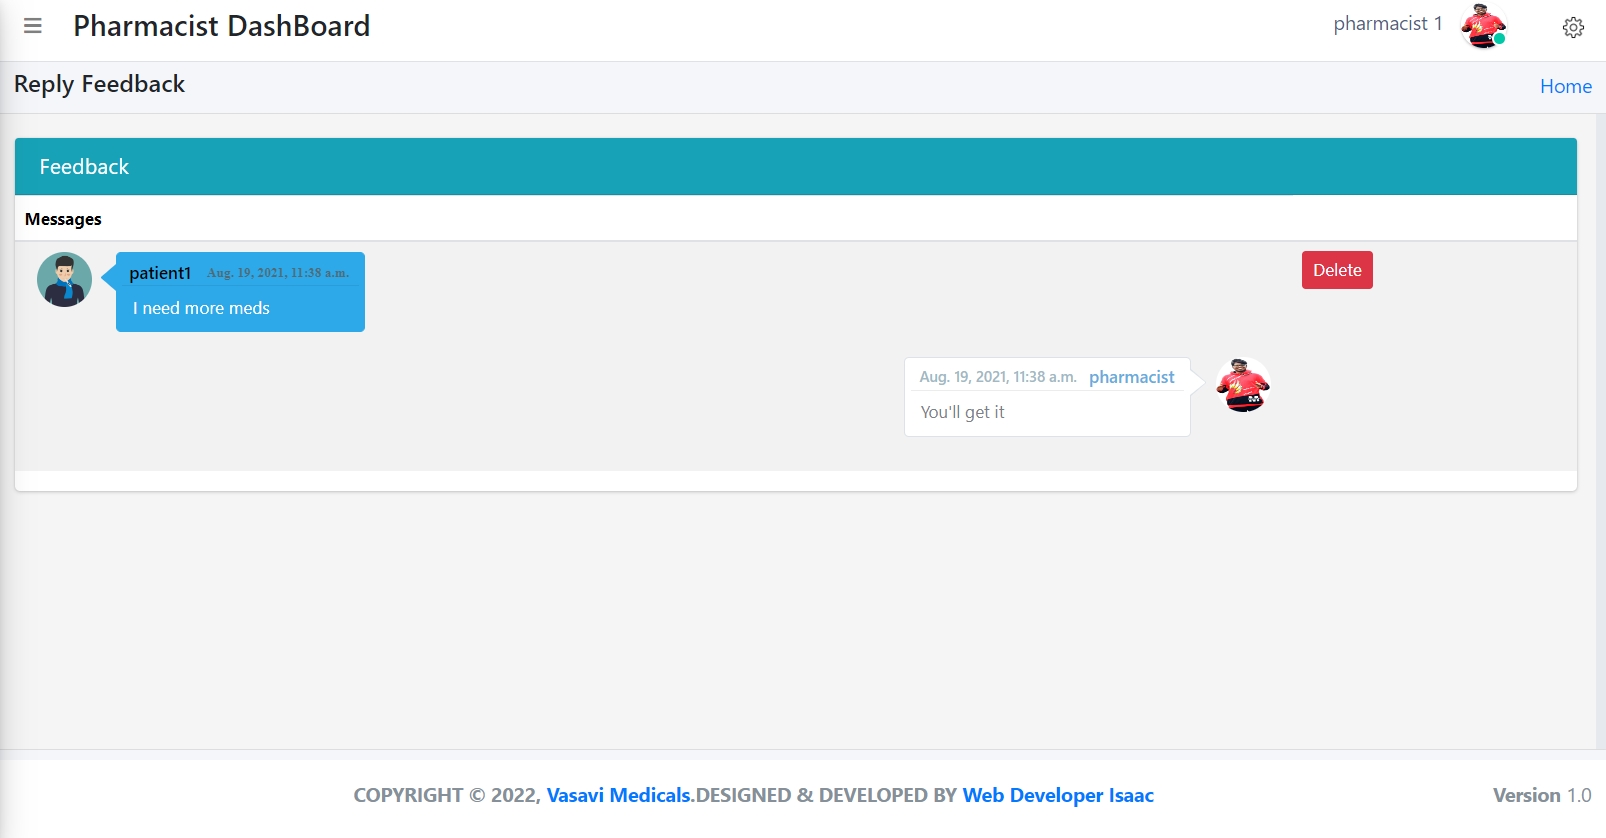 Pharmacist DashBoard
pharmacist 1
Reply Feedback
Home
Feedback
Messages
patient1 Aug. 19, 2021, 11:38 a.m.
Delete
I need more meds
Aug. 19, 2021, 11:38 a.m. pharmacist
You'll get it
COPYRIGHT © 2022, Vasavi Medicals.DESIGNED & DEVELOPED BY Web Developer Isaac
Version 1.0